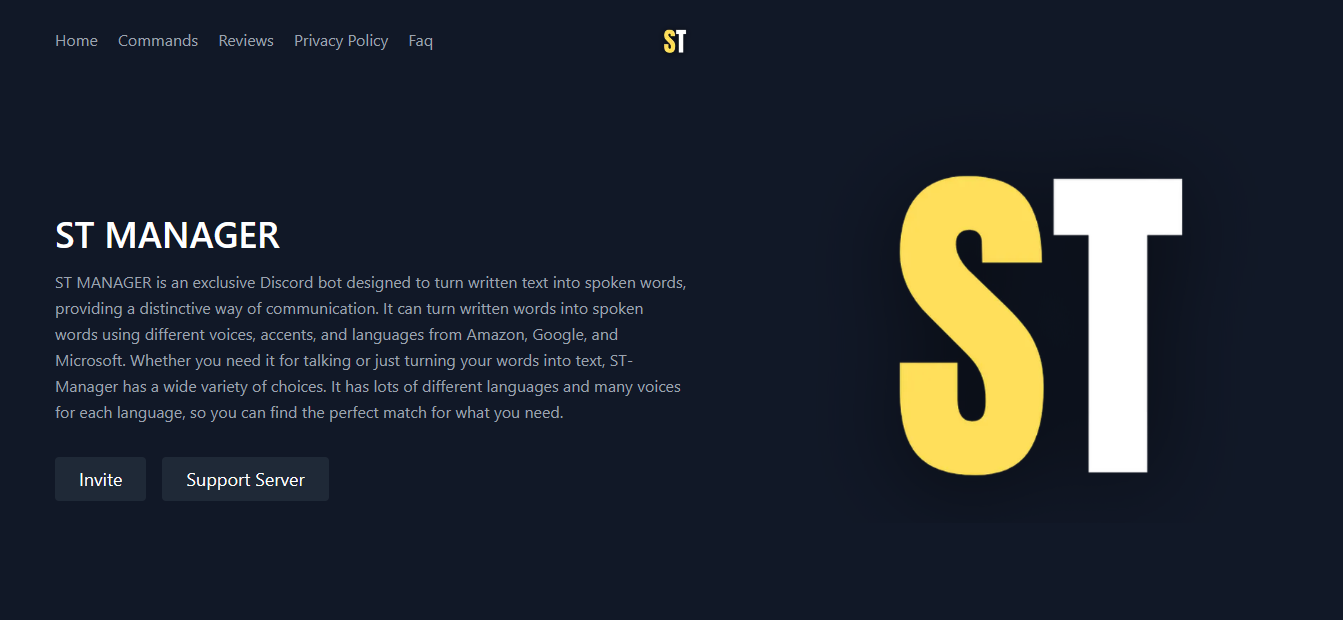 Home Commands Reviews Privacy Policy Faq
ST
ST MANAGER
ST MANAGER is an exclusive Discord bot designed to turn written text into spoken words,
providing a distinctive way of communication. It can turn written words into spoken
words using different voices, accents, and languages from Amazon, Google, and
Microsoft. Whether you need it for talking or just turning your words into text, ST-
Manager has a wide variety of choices. It has lots of different languages and many voices
for each language, so you can find the perfect match for what you need.
Invite Support Server
ST